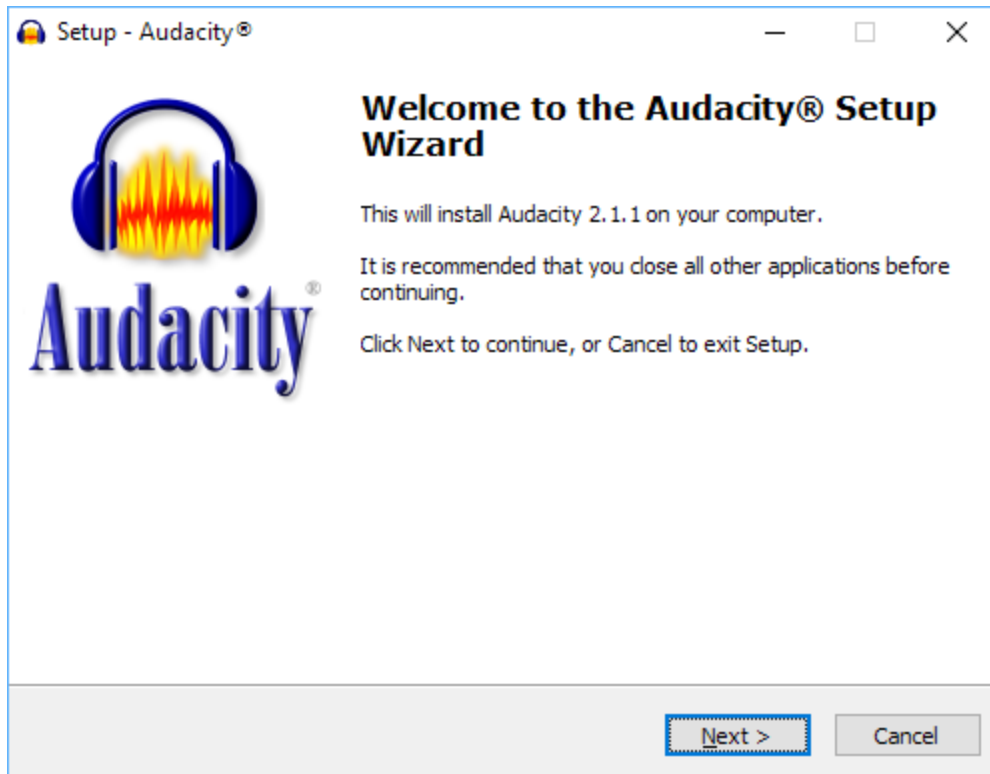 Setup - Audacity®
Welcome to the Audacity® Setup
Wizard
This will install Audacity 2.1.1 on your computer.
It is recommended that you close all other applications before
continuing.
Click Next to continue, or Cancel to exit Setup.
Audacity®
Next >
Cancel